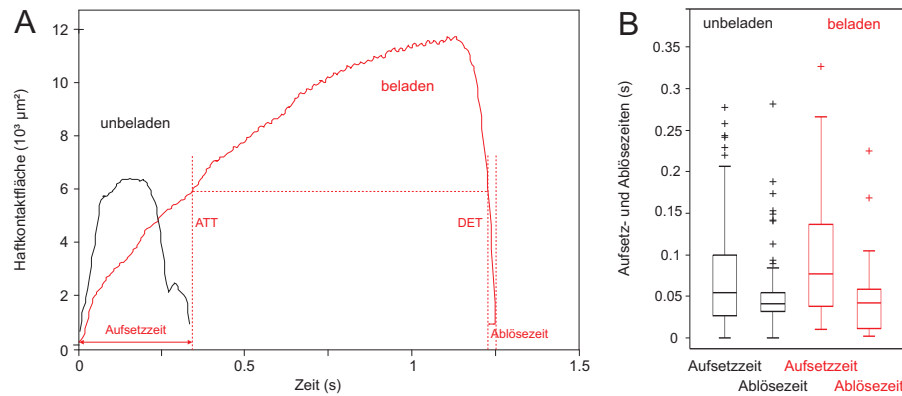 A
12
10
8
6
4
2
0
Haftkontaktfläche (10³ µm²)
unbeladen
beladen
ATT
DET
Aufsetzzeit
Ablösezeit
0
0.5
1
1.5
Zeit (s)
B
unbeladen
beladen
0.35
0.3
0.25
0.2
0.15
0.1
0.05
0
Aufsetz- und Ablösezeiten (s)
Aufsetzzeit Aufsetzzeit
Ablösezeit Ablösezeit